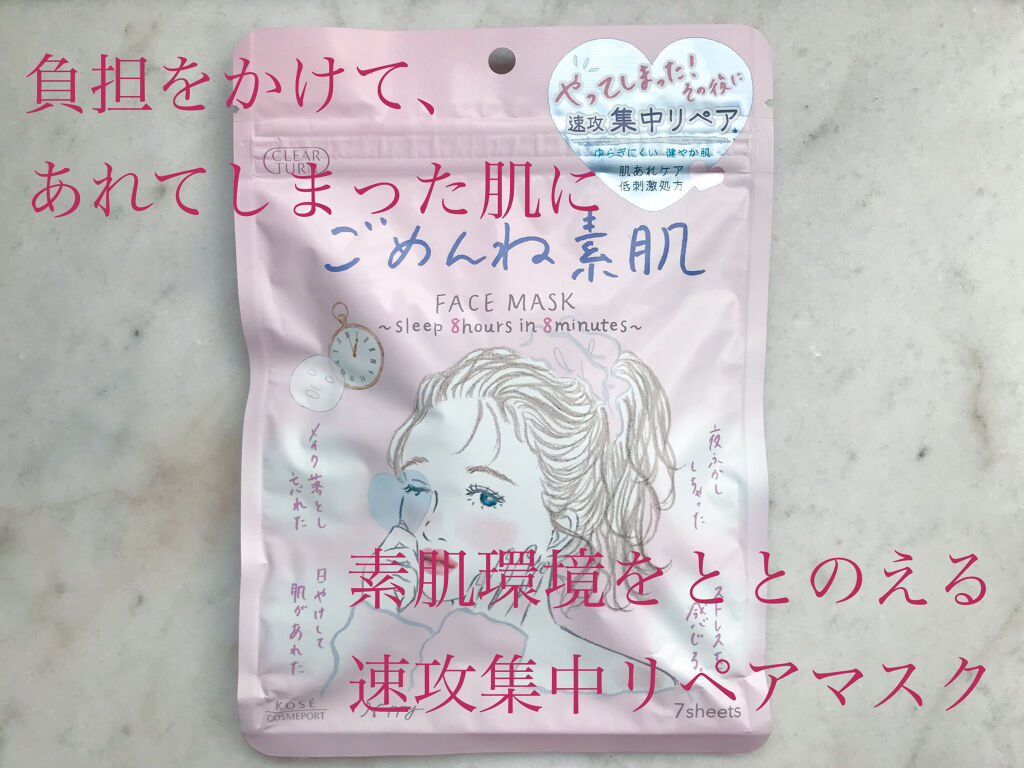 負担をかけて、
あれてしまった肌に
やってしまった!
その夜に
速攻 集中リペア
ゆらぎにくい 健やか肌
肌あれケア
低刺激処方
CLEAR
TURN
ごめんね素肌
FACE MASK
~sleep 8hours in 8minutes~
メイク落とし
忘れた
夜ふかし
しちゃった
日やけして
肌があれた
ストレスを
感じる
素肌環境をととのえる
速攻集中リペアマスク
KOSÉ
COSMEPORT
7sheets